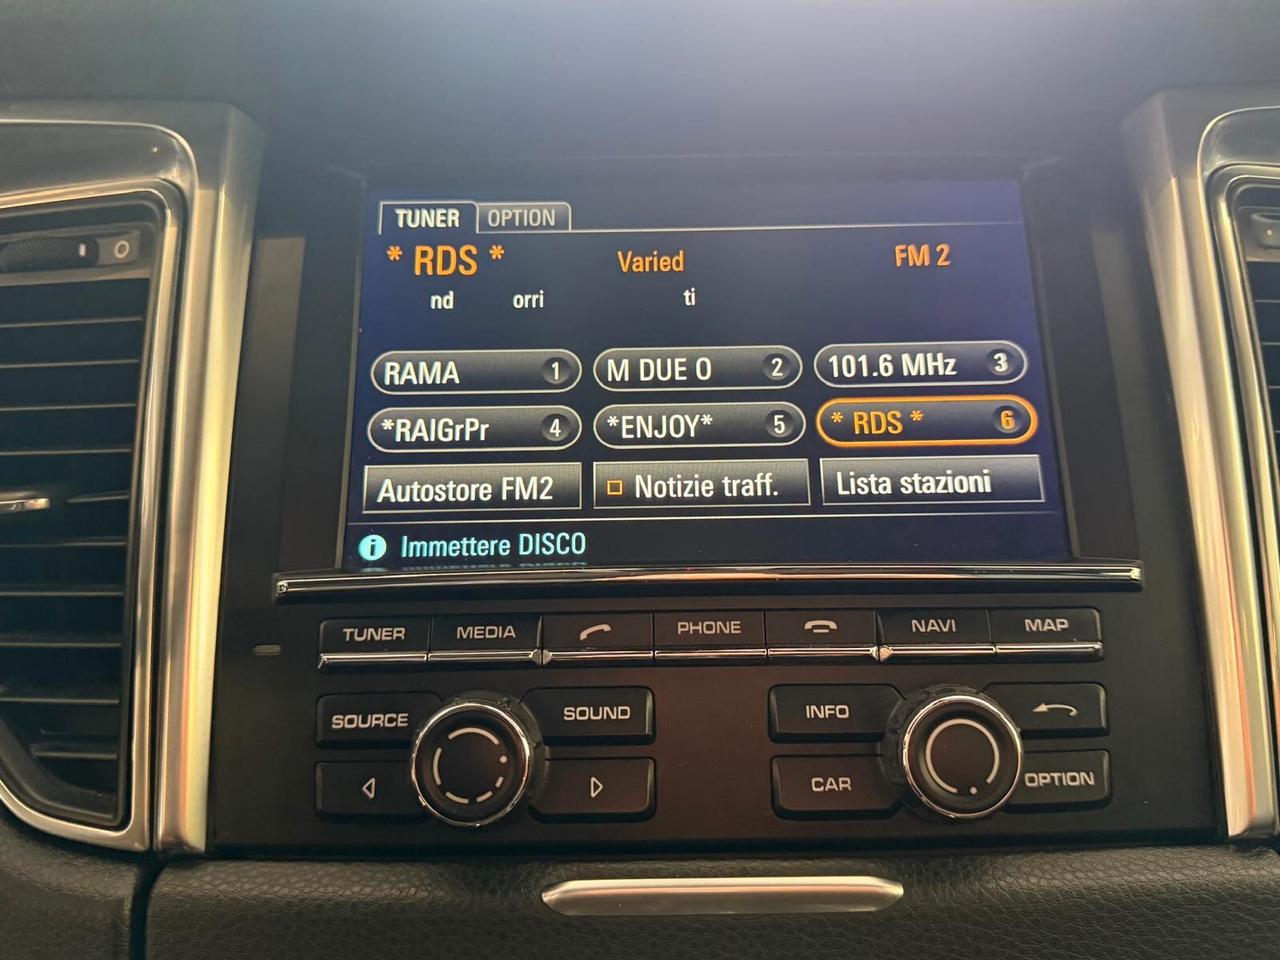 TUNER OPTION
* RDS * Varied FM 2
nd orri ti
RAMA 1 M DUE O 2 101.6 MHz 3
*RAIGrPr 4 *ENJOY* 5 * RDS * 6
Autostore FM2 Notizie traff. Lista stazioni
i Immettere DISCO
TUNER MEDIA PHONE NAVI MAP
SOURCE SOUND INFO
CAR OPTION